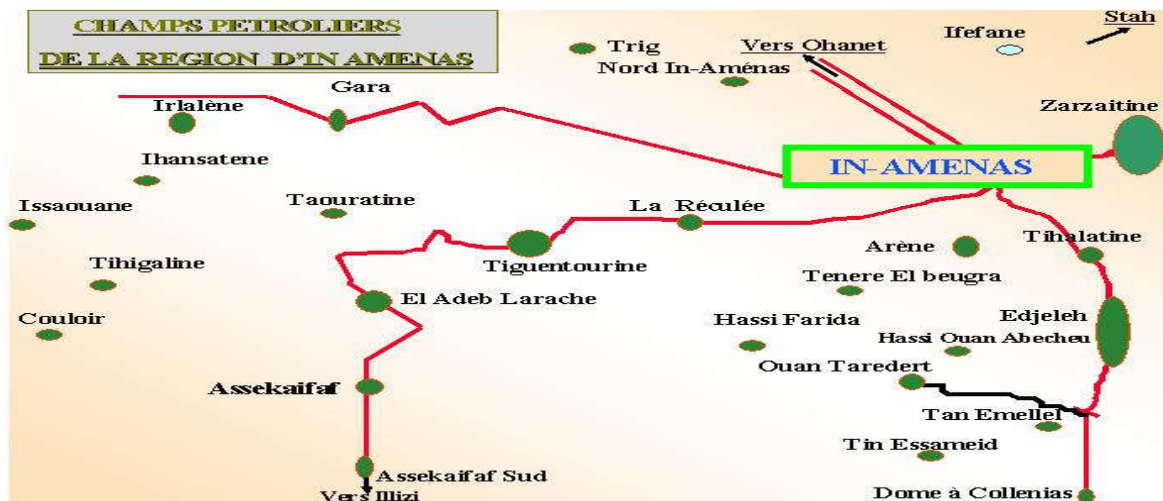 CHAMPS PETROLIERS
DE LA REGION D'IN AMENAS
Stah
Ifefane
Trig
Vers Ohanet
Nord In-Aménas
Gara
Irlalène
Zarzaitine
Ihansatene
IN-AMENAS
Issaouane
Taouratine
La Réculée
Arène
Tihalatine
Tihigaline
Tiguentourine
Tenere El beugra
El Adeb Larache
Couloir
Hassi Farida
Edjeleh
Hassi Ouan Abecheu
Ouan Taredert
Assekaifaf
Tan Emellel
Tin Essameid
Assekaifaf Sud
Vers Illizi
Dome à Collenias